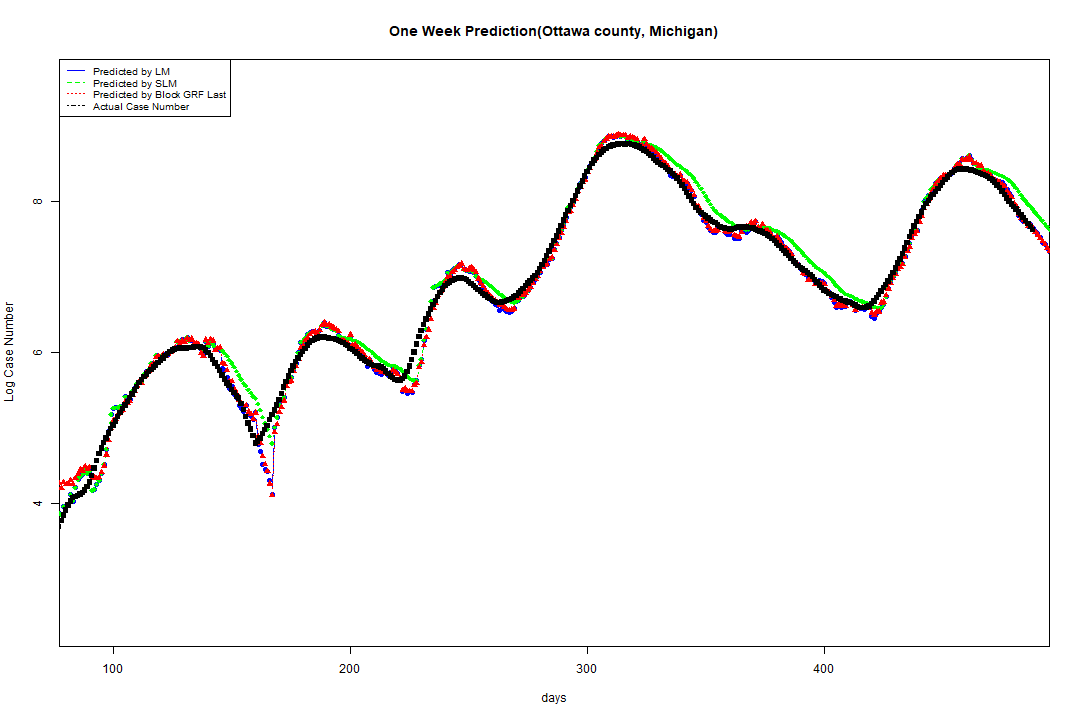 One Week Prediction(Ottawa county, Michigan)
Predicted by LM
Predicted by SLM
Predicted by Block GRF Last
Actual Case Number
Log Case Number
8
6
4
100 200 300 400
days